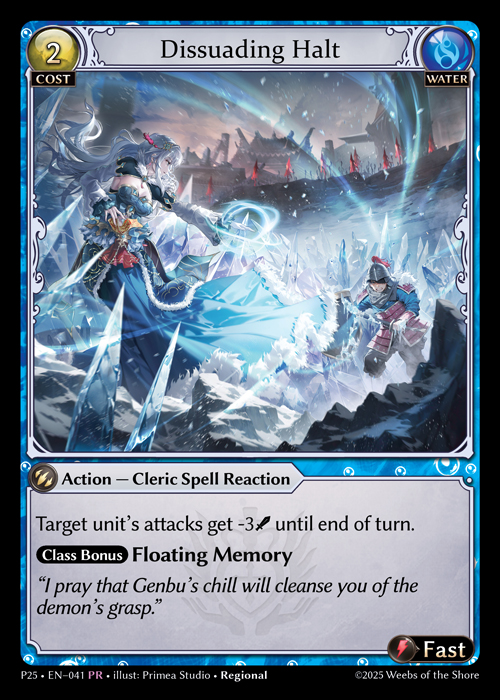 2
COST
Dissuading Halt
WATER
Action — Cleric Spell Reaction
Target unit's attacks get -3 until end of turn.
Class Bonus Floating Memory
“I pray that Genbu's chill will cleanse you of the
demon's grasp.”
Fast
P25 • EN–041 PR • illust: Primea Studio • Regional
©2025 Weebs of the Shore